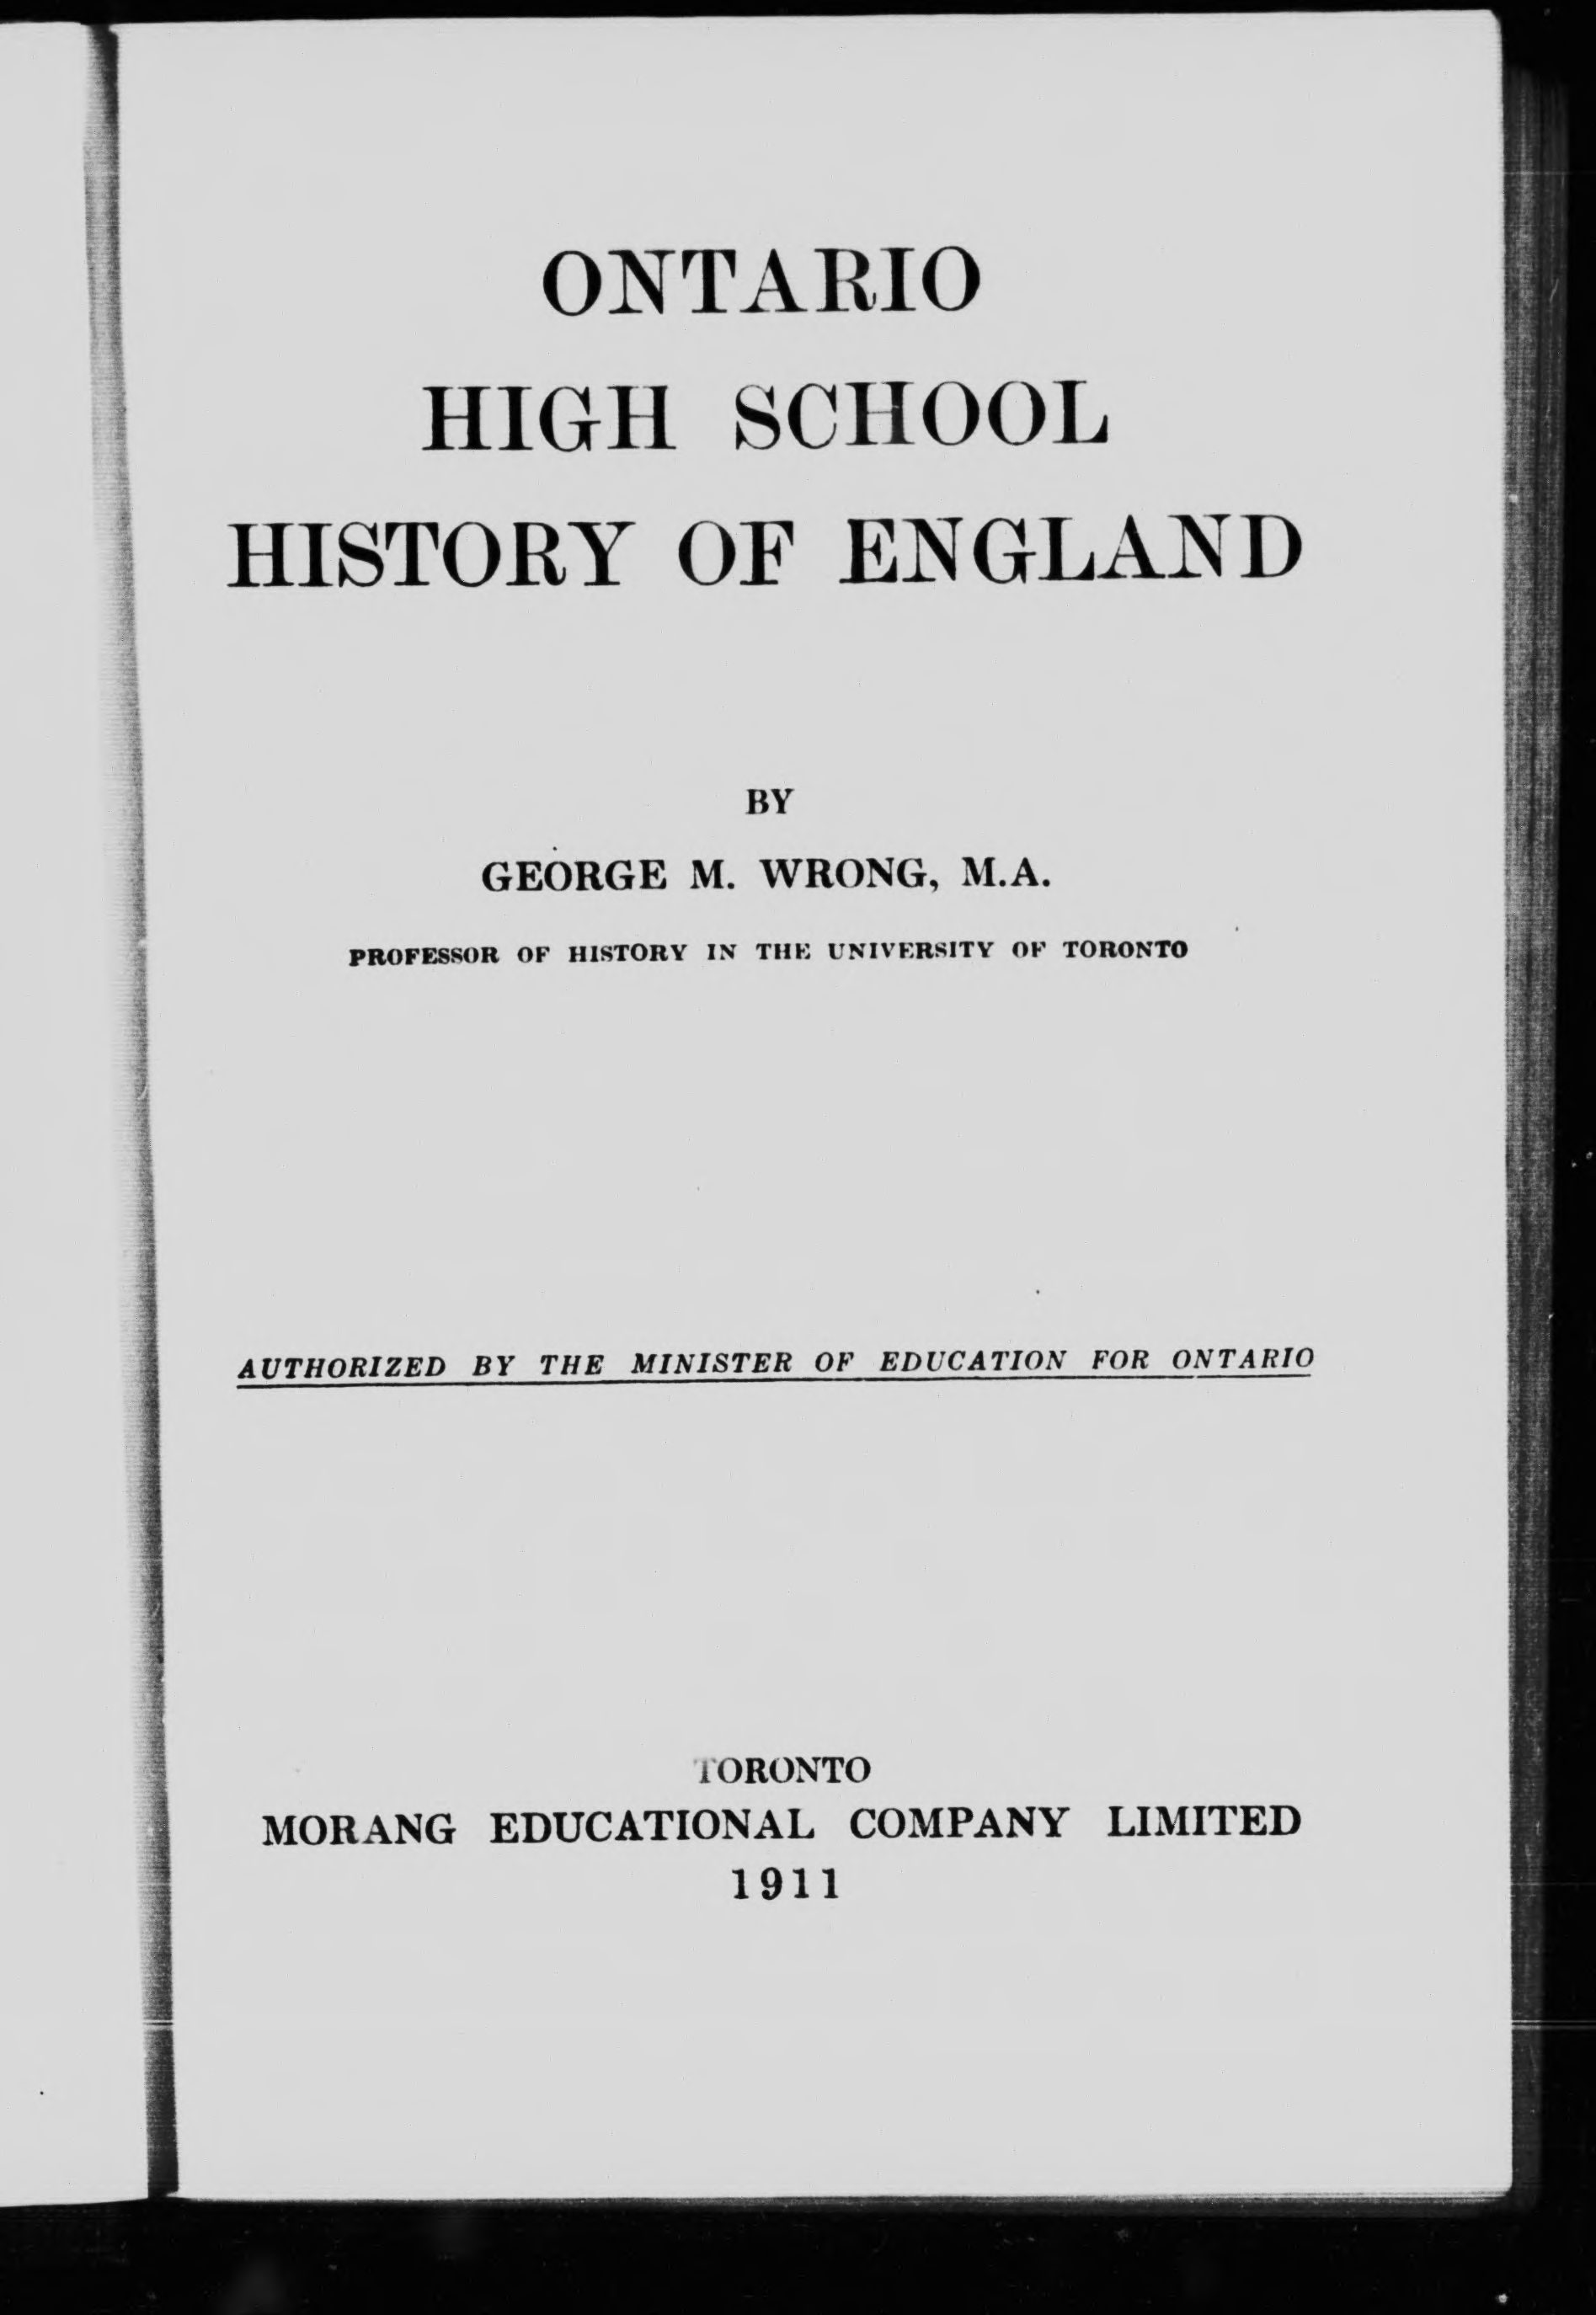 ONTARIO
HIGH SCHOOL
HISTORY OF ENGLAND
BY
GEORGE M. WRONG, M.A.
PROFESSOR OF HISTORY IN THE UNIVERSITY OF TORONTO
AUTHORIZED BY THE MINISTER OF EDUCATION FOR ONTARIO
TORONTO
MORANG EDUCATIONAL COMPANY LIMITED
1911